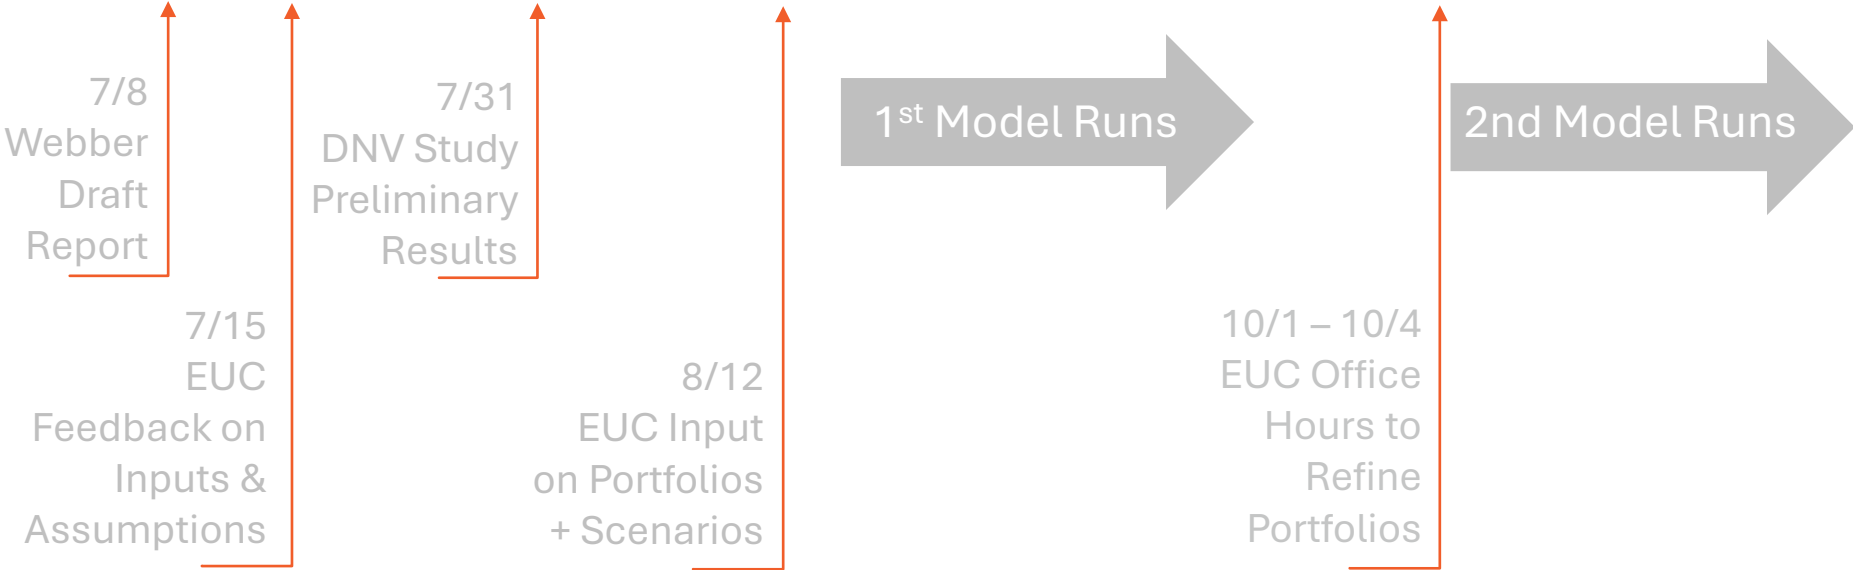 7/8
Webber
Draft
Report
7/15
EUC
Feedback on
Inputs &
Assumptions
7/31
DNV Study
Preliminary
Results
8/12
EUC Input
on Portfolios
+ Scenarios
1st Model Runs
10/1 – 10/4
EUC Office
Hours to
Refine
Portfolios
2nd Model Runs